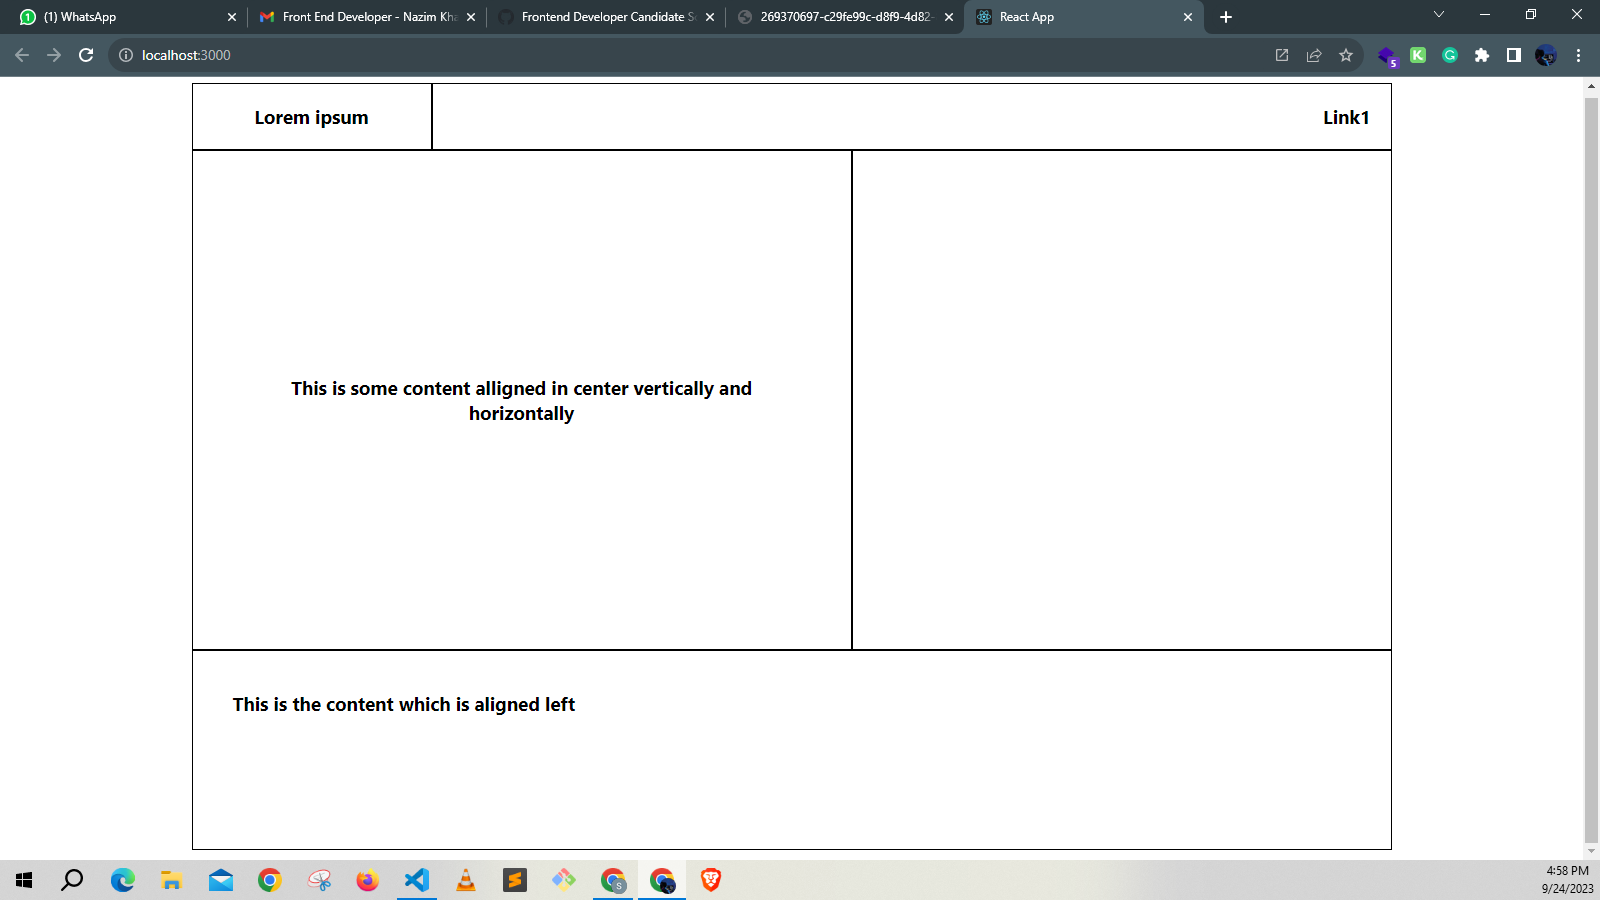 (1) WhatsApp
Front End Developer - Nazim Kha
Frontend Developer Candidate Sc
269370697-c29fe99c-d8f9-4d82-
React App
localhost:3000
5
Lorem ipsum
Link1
This is some content alligned in center vertically and
horizontally
This is the content which is aligned left
4:58 PM
9/24/2023